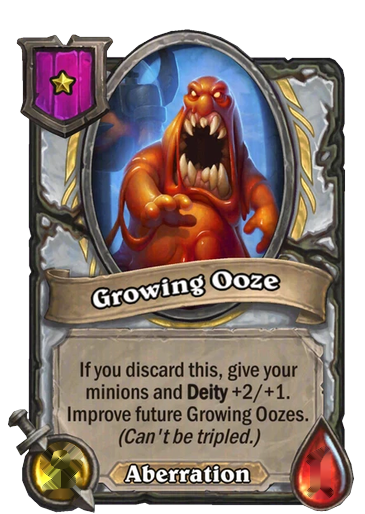 Growing Ooze
If you discard this, give your
minions and Deity +2/+1.
Improve future Growing Oozes.
(Can't be tripled.)
Aberration